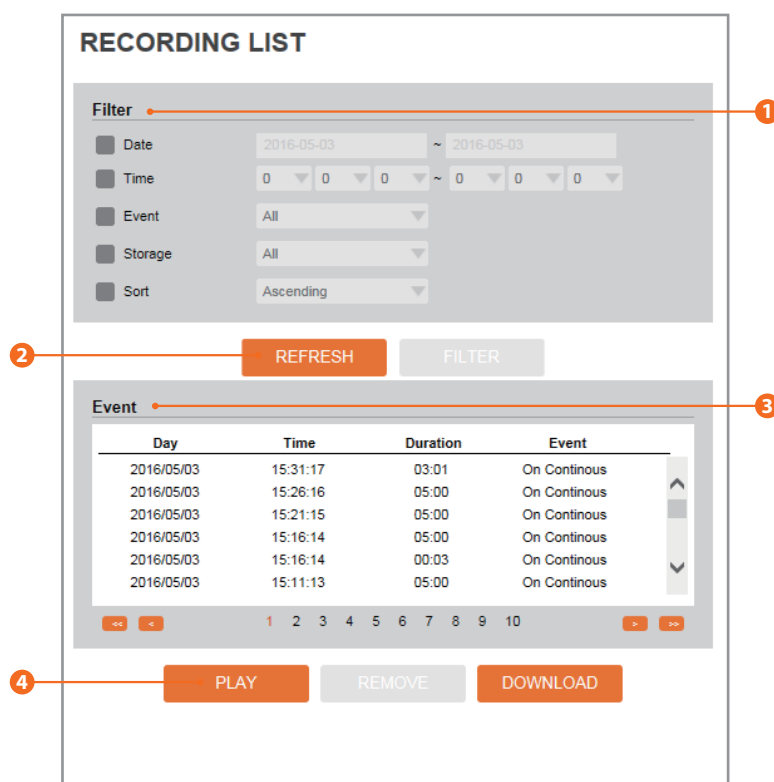 RECORDING LIST
Filter 1
Date 2016-05-03 ~ 2016-05-03
Time 0 0 0 ~ 0 0 0
Event All
Storage All
Sort Ascending
2 REFRESH FILTER
Event 3
Day Time Duration Event
2016/05/03 15:31:17 03:01 On Continous
2016/05/03 15:26:16 05:00 On Continous
2016/05/03 15:21:15 05:00 On Continous
2016/05/03 15:16:14 05:00 On Continous
2016/05/03 15:16:14 00:03 On Continous
2016/05/03 15:11:13 05:00 On Continous
<< < 1 2 3 4 5 6 7 8 9 10 > >>
4 PLAY REMOVE DOWNLOAD